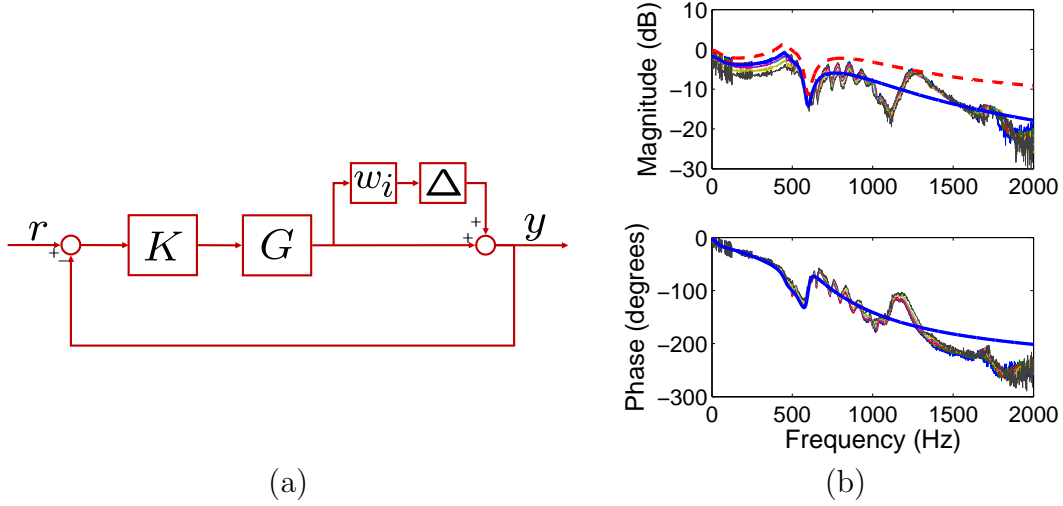 r
+
−
K
G
w_i
Δ
+
+
y
(a)
Magnitude (dB)
10
0
−10
−20
−30
0
500
1000
1500
2000
Phase (degrees)
0
−100
−200
−300
0
500
1000
1500
2000
Frequency (Hz)
(b)